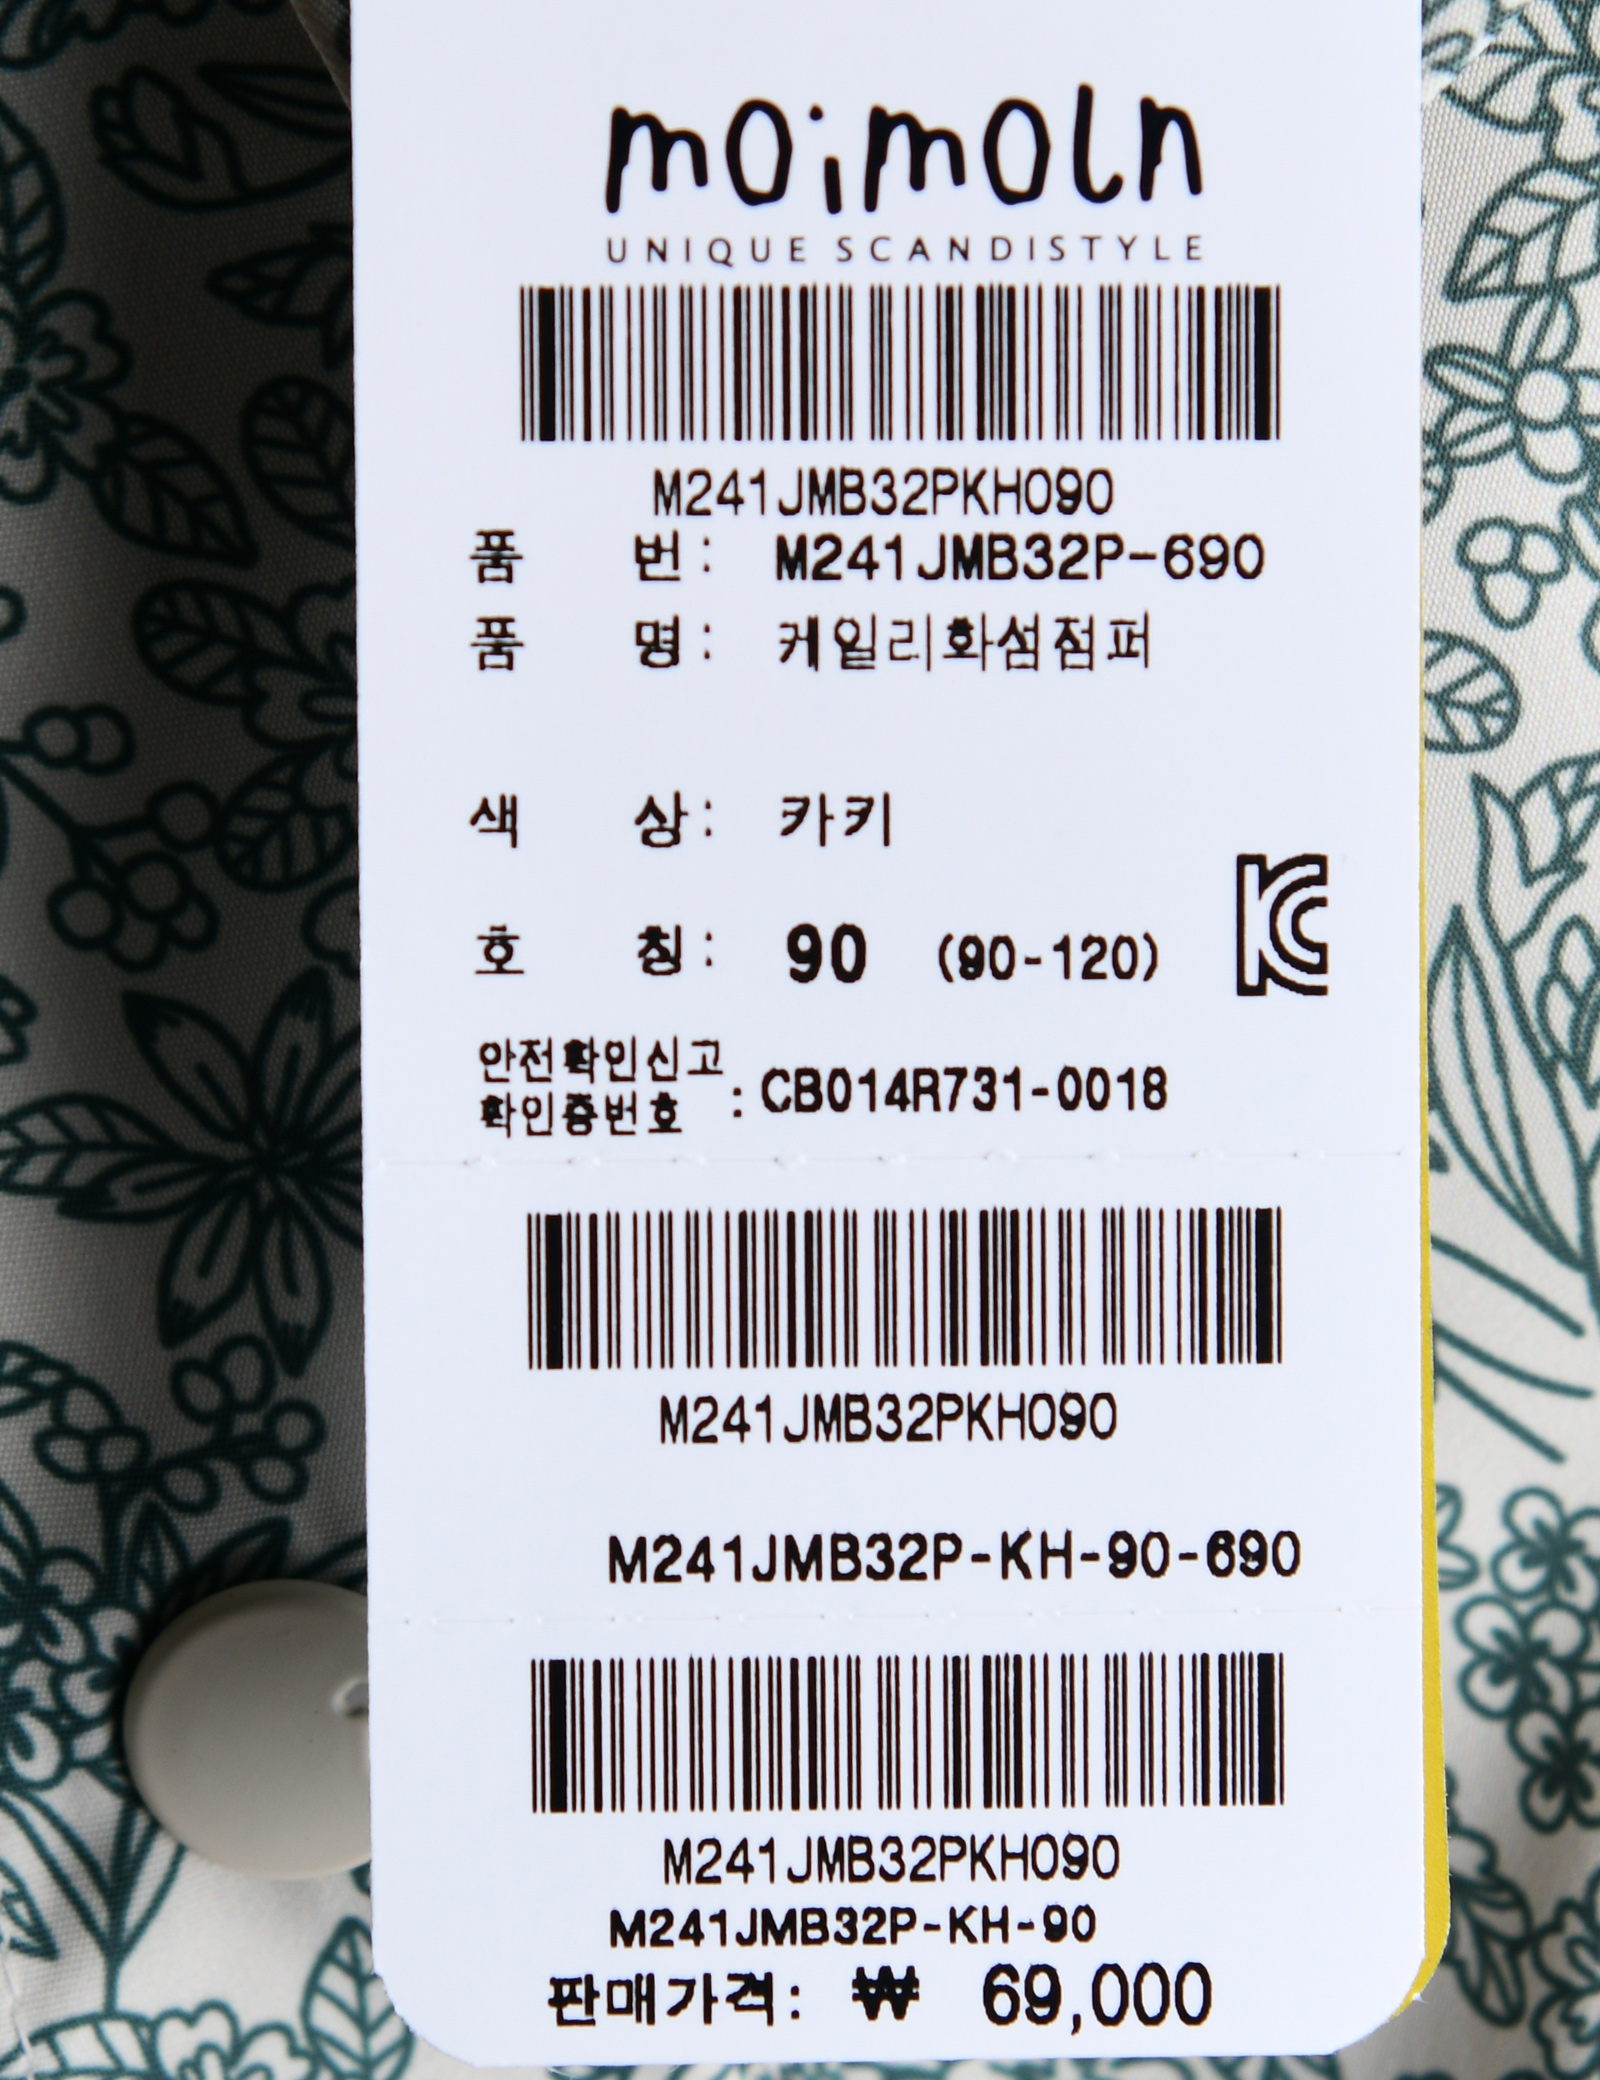 moimoln
UNIQUE SCANDISTYLE
M241JMB32PKH090
품 번: M241JMB32P-690
품 명: 케일리화섬점퍼
색 상: 카키
호 칭: 90 (90-120)
안전확인신고
확인증번호 : CB014R731-0018
M241JMB32PKH090
M241JMB32P-KH-90-690
M241JMB32PKH090
M241JMB32P-KH-90
판매가격: ₩ 69,000